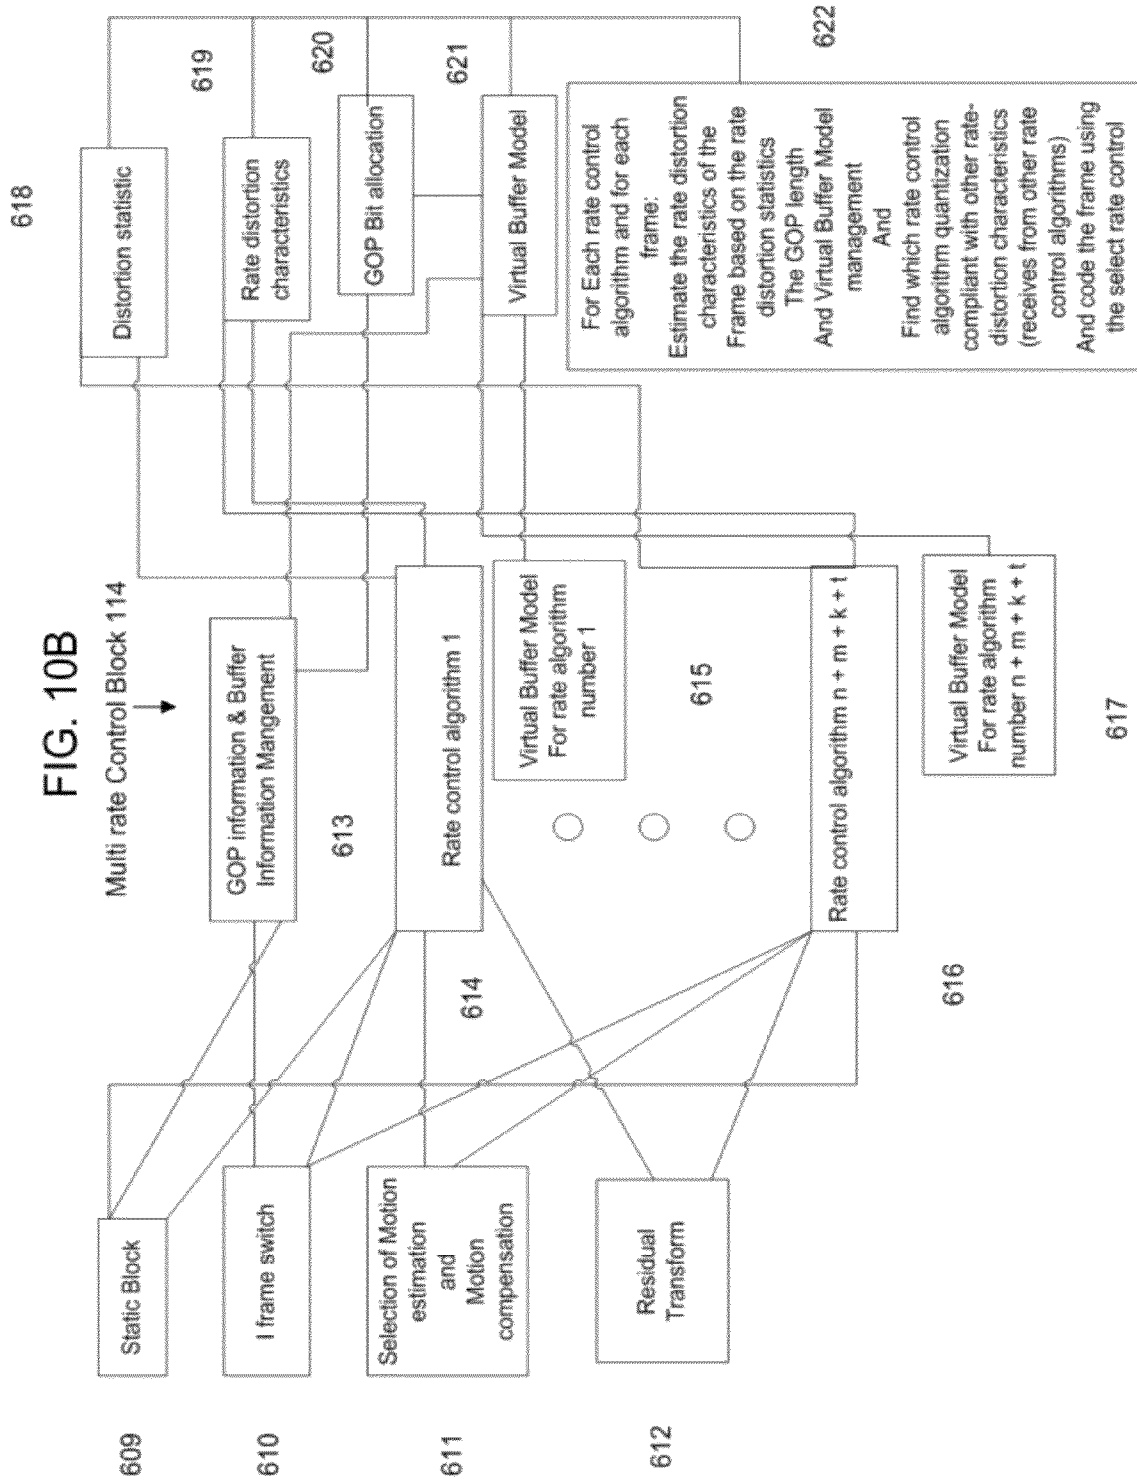 FIG. 10B
Multi rate Control Block 114
609
Static Block
610
I frame switch
611
Selection of Motion
estimation
and
Motion
compensation
612
Residual
Transform
GOP information & Buffer
Information Mangement
613
Rate control algorithm 1
614
Virtual Buffer Model
For rate algorithm
number 1
615
Rate control algorithm n + m + k + t
616
Virtual Buffer Model
For rate algorithm
number n + m + k + t
617
618
Distortion statistic
619
Rate distortion
characteristics
620
GOP Bit allocation
621
Virtual Buffer Model
622
For Each rate control
algorithm and for each
frame:
Estimate the rate distortion
characteristics of the
Frame based on the rate
distortion statistics
The GOP length
And Virtual Buffer Model
management
And
Find which rate control
algorithm quantization
compliant with other rate-
distortion characteristics
(receives from other rate
control algorithms)
And code the frame using
the select rate control